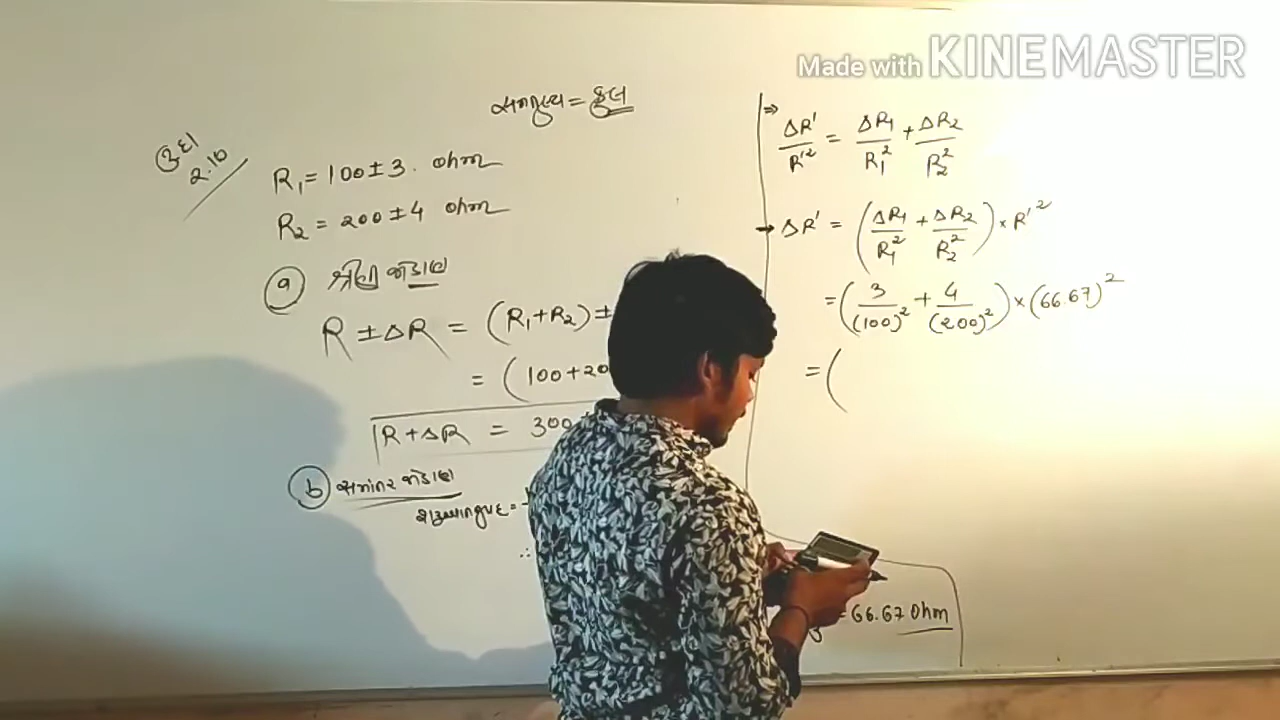 Made with KINEMASTER
સમતુલ્ય = કુલ
ઉદા
2.10
R₁ = 100 ± 3. ohm
R₂ = 200 ± 4 ohm
(a) શ્રેણી જોડાણ
R ± ΔR = (R₁+R₂) ±
= (100+20
R+ΔR = 300
(b) સમાંતર જોડાણ
∴
⇒ ΔR'/R'² = ΔR₁/R₁² + ΔR₂/R₂²
→ ΔR' = (ΔR₁/R₁² + ΔR₂/R₂²) × R'²
= (3/(100)² + 4/(200)²) × (66.67)²
= (
= 66.67 Ohm